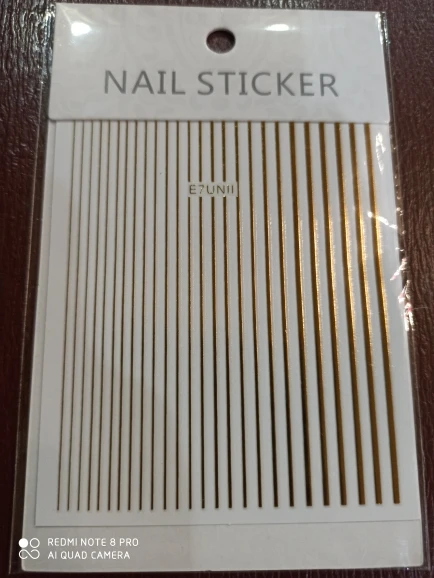 NAIL STICKER
E7UNII
REDMI NOTE 8 PRO
AI QUAD CAMERA